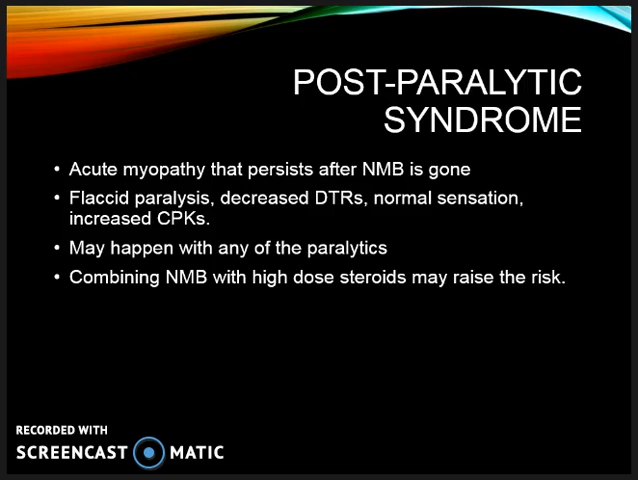 POST-PARALYTIC
SYNDROME
• Acute myopathy that persists after NMB is gone
• Flaccid paralysis, decreased DTRs, normal sensation,
increased CPKs.
• May happen with any of the paralytics
• Combining NMB with high dose steroids may raise the risk.
RECORDED WITH
SCREENCAST MATIC